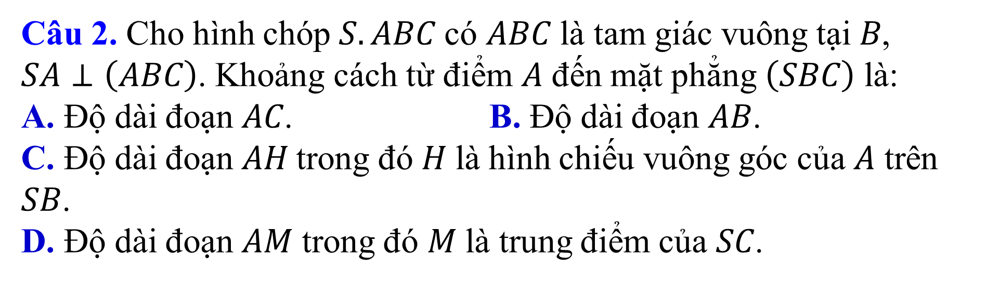 Câu 2. Cho hình chóp S. ABC có ABC là tam giác vuông tại B,
SA ⊥ (ABC). Khoảng cách từ điểm A đến mặt phẳng (SBC) là:
A. Độ dài đoạn AC. B. Độ dài đoạn AB.
C. Độ dài đoạn AH trong đó H là hình chiếu vuông góc của A trên
SB.
D. Độ dài đoạn AM trong đó M là trung điểm của SC.